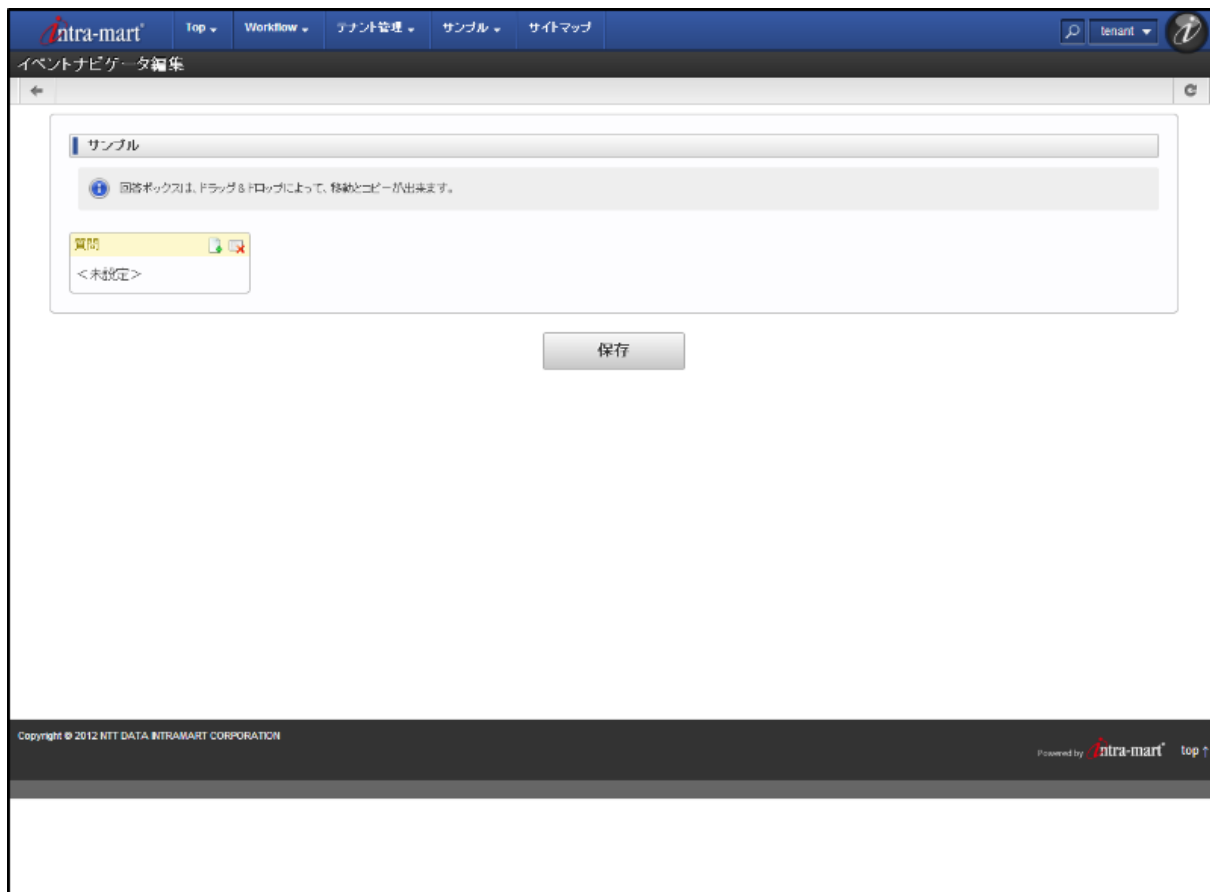 intra-mart® Top Workflow テナント管理 サンプル サイトマップ tenant
イベントナビゲータ編集
サンプル
回答ボックスは、ドラッグ&ドロップによって、移動とコピーが出来ます。
質問
<未設定>
保存
Copyright © 2012 NTT DATA INTRAMART CORPORATION
Powered by intra-mart® top↑